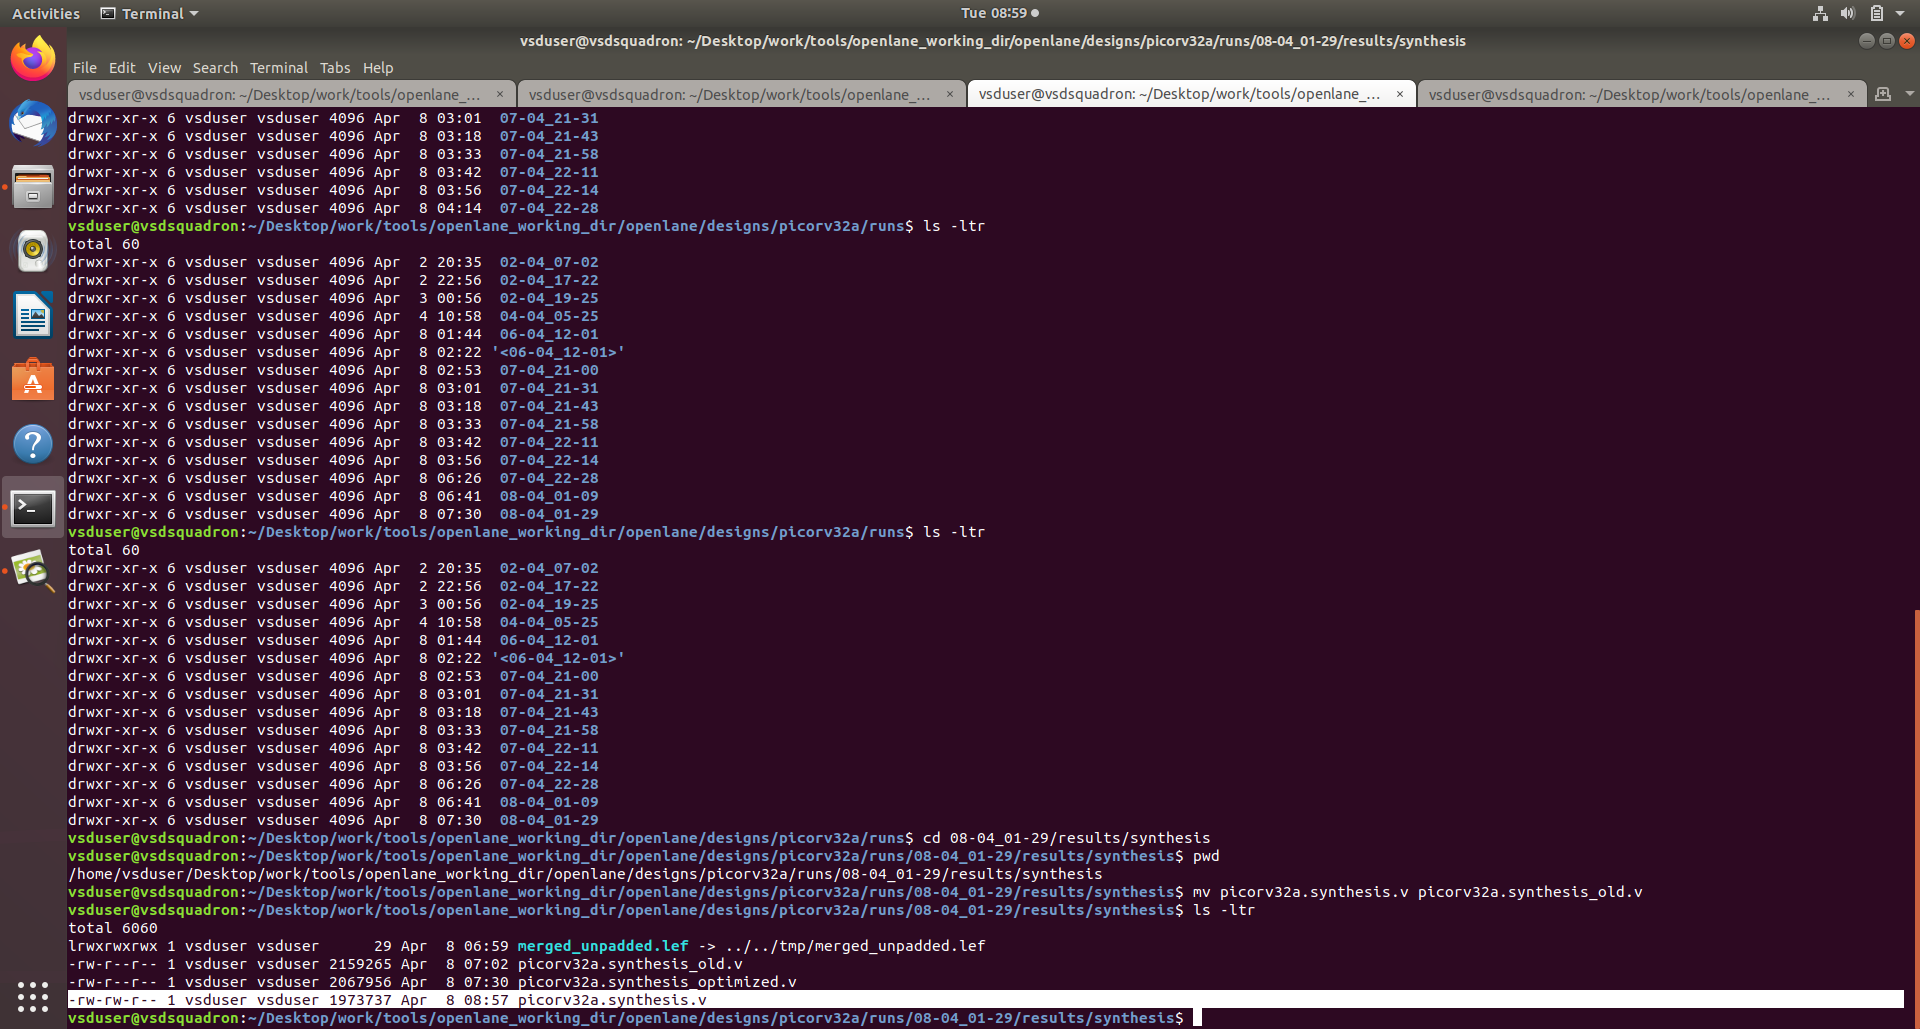 Activities Terminal Tue 08:59
vsduser@vsdsquadron: ~/Desktop/work/tools/openlane_working_dir/openlane/designs/picorv32a/runs/08-04_01-29/results/synthesis
File Edit View Search Terminal Tabs Help
vsduser@vsdsquadron: ~/Desktop/work/tools/openlane_... × vsduser@vsdsquadron: ~/Desktop/work/tools/openlane_... × vsduser@vsdsquadron: ~/Desktop/work/tools/openlane_... × vsduser@vsdsquadron: ~/Desktop/work/tools/openlane_... ×
drwxr-xr-x 6 vsduser vsduser 4096 Apr  8 03:01  07-04_21-31
drwxr-xr-x 6 vsduser vsduser 4096 Apr  8 03:18  07-04_21-43
drwxr-xr-x 6 vsduser vsduser 4096 Apr  8 03:33  07-04_21-58
drwxr-xr-x 6 vsduser vsduser 4096 Apr  8 03:42  07-04_22-11
drwxr-xr-x 6 vsduser vsduser 4096 Apr  8 03:56  07-04_22-14
drwxr-xr-x 6 vsduser vsduser 4096 Apr  8 04:14  07-04_22-28
vsduser@vsdsquadron:~/Desktop/work/tools/openlane_working_dir/openlane/designs/picorv32a/runs$ ls -ltr
total 60
drwxr-xr-x 6 vsduser vsduser 4096 Apr  2 20:35  02-04_07-02
drwxr-xr-x 6 vsduser vsduser 4096 Apr  2 22:56  02-04_17-22
drwxr-xr-x 6 vsduser vsduser 4096 Apr  3 00:56  02-04_19-25
drwxr-xr-x 6 vsduser vsduser 4096 Apr  4 10:58  04-04_05-25
drwxr-xr-x 6 vsduser vsduser 4096 Apr  8 01:44  06-04_12-01
drwxr-xr-x 6 vsduser vsduser 4096 Apr  8 02:22 '<06-04_12-01>'
drwxr-xr-x 6 vsduser vsduser 4096 Apr  8 02:53  07-04_21-00
drwxr-xr-x 6 vsduser vsduser 4096 Apr  8 03:01  07-04_21-31
drwxr-xr-x 6 vsduser vsduser 4096 Apr  8 03:18  07-04_21-43
drwxr-xr-x 6 vsduser vsduser 4096 Apr  8 03:33  07-04_21-58
drwxr-xr-x 6 vsduser vsduser 4096 Apr  8 03:42  07-04_22-11
drwxr-xr-x 6 vsduser vsduser 4096 Apr  8 03:56  07-04_22-14
drwxr-xr-x 6 vsduser vsduser 4096 Apr  8 06:26  07-04_22-28
drwxr-xr-x 6 vsduser vsduser 4096 Apr  8 06:41  08-04_01-09
drwxr-xr-x 6 vsduser vsduser 4096 Apr  8 07:30  08-04_01-29
vsduser@vsdsquadron:~/Desktop/work/tools/openlane_working_dir/openlane/designs/picorv32a/runs$ ls -ltr
total 60
drwxr-xr-x 6 vsduser vsduser 4096 Apr  2 20:35  02-04_07-02
drwxr-xr-x 6 vsduser vsduser 4096 Apr  2 22:56  02-04_17-22
drwxr-xr-x 6 vsduser vsduser 4096 Apr  3 00:56  02-04_19-25
drwxr-xr-x 6 vsduser vsduser 4096 Apr  4 10:58  04-04_05-25
drwxr-xr-x 6 vsduser vsduser 4096 Apr  8 01:44  06-04_12-01
drwxr-xr-x 6 vsduser vsduser 4096 Apr  8 02:22 '<06-04_12-01>'
drwxr-xr-x 6 vsduser vsduser 4096 Apr  8 02:53  07-04_21-00
drwxr-xr-x 6 vsduser vsduser 4096 Apr  8 03:01  07-04_21-31
drwxr-xr-x 6 vsduser vsduser 4096 Apr  8 03:18  07-04_21-43
drwxr-xr-x 6 vsduser vsduser 4096 Apr  8 03:33  07-04_21-58
drwxr-xr-x 6 vsduser vsduser 4096 Apr  8 03:42  07-04_22-11
drwxr-xr-x 6 vsduser vsduser 4096 Apr  8 03:56  07-04_22-14
drwxr-xr-x 6 vsduser vsduser 4096 Apr  8 06:26  07-04_22-28
drwxr-xr-x 6 vsduser vsduser 4096 Apr  8 06:41  08-04_01-09
drwxr-xr-x 6 vsduser vsduser 4096 Apr  8 07:30  08-04_01-29
vsduser@vsdsquadron:~/Desktop/work/tools/openlane_working_dir/openlane/designs/picorv32a/runs$ cd 08-04_01-29/results/synthesis
vsduser@vsdsquadron:~/Desktop/work/tools/openlane_working_dir/openlane/designs/picorv32a/runs/08-04_01-29/results/synthesis$ pwd
/home/vsduser/Desktop/work/tools/openlane_working_dir/openlane/designs/picorv32a/runs/08-04_01-29/results/synthesis
vsduser@vsdsquadron:~/Desktop/work/tools/openlane_working_dir/openlane/designs/picorv32a/runs/08-04_01-29/results/synthesis$ mv picorv32a.synthesis.v picorv32a.synthesis_old.v
vsduser@vsdsquadron:~/Desktop/work/tools/openlane_working_dir/openlane/designs/picorv32a/runs/08-04_01-29/results/synthesis$ ls -ltr
total 6060
lrwxrwxrwx 1 vsduser vsduser      29 Apr  8 06:59 merged_unpadded.lef -> ../../tmp/merged_unpadded.lef
-rw-r--r-- 1 vsduser vsduser 2159265 Apr  8 07:02 picorv32a.synthesis_old.v
-rw-r--r-- 1 vsduser vsduser 2067956 Apr  8 07:30 picorv32a.synthesis_optimized.v
-rw-rw-r-- 1 vsduser vsduser 1973737 Apr  8 08:57 picorv32a.synthesis.v
vsduser@vsdsquadron:~/Desktop/work/tools/openlane_working_dir/openlane/designs/picorv32a/runs/08-04_01-29/results/synthesis$